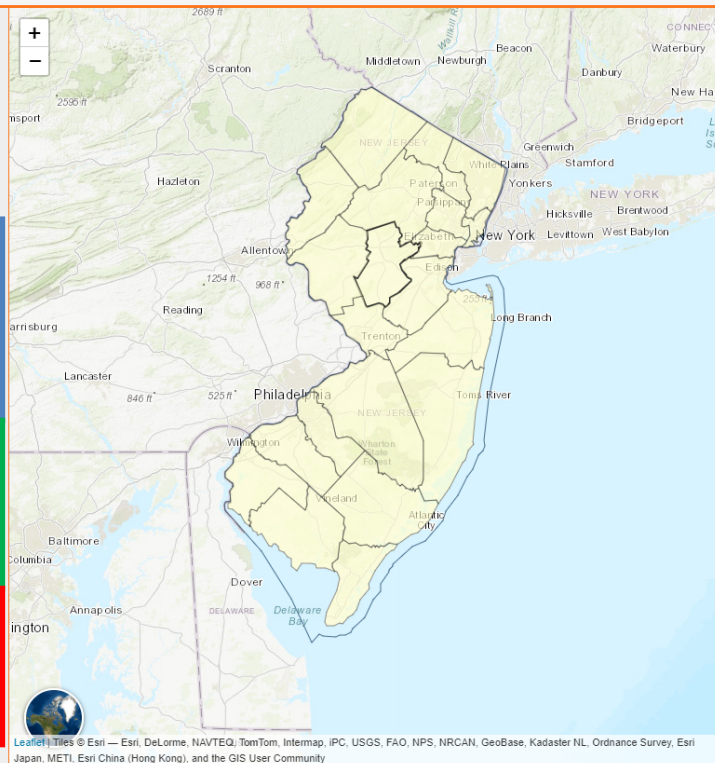 2689 ft
+
−
CONNEC
Beacon
Waterbury
Middletown
Newburgh
Wallkill R
Scranton
Danbury
New Ha
2595 ft
msport
Bridgeport
NEW JERSEY
Greenwich
White Plains
Stamford
Hazleton
Paterson
Yonkers
NEW YORK
Parsippany
Hicksville
Brentwood
Elizabeth
New York
Levittown
West Babylon
Allentown
Edison
1254 ft
968 ft
253 ft
Reading
Long Branch
arrisburg
Trenton
Lancaster
846 ft
525 ft
Philadelphia
Toms River
NEW JERSEY
Wilmington
Wharton
State
Forest
Vineland
Atlantic
City
Baltimore
Columbia
Dover
Annapolis
DELAWARE
Delaware
Bay
ington
Leaflet | Tiles © Esri — Esri, DeLorme, NAVTEQ, TomTom, Intermap, iPC, USGS, FAO, NPS, NRCAN, GeoBase, Kadaster NL, Ordnance Survey, Esri
Japan, METI, Esri China (Hong Kong), and the GIS User Community